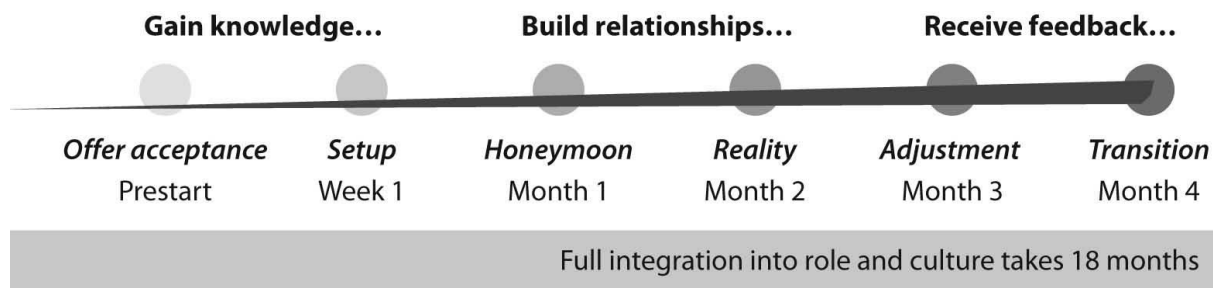 Gain knowledge… Build relationships… Receive feedback…
Offer acceptance Setup Honeymoon Reality Adjustment Transition
Prestart Week 1 Month 1 Month 2 Month 3 Month 4
Full integration into role and culture takes 18 months